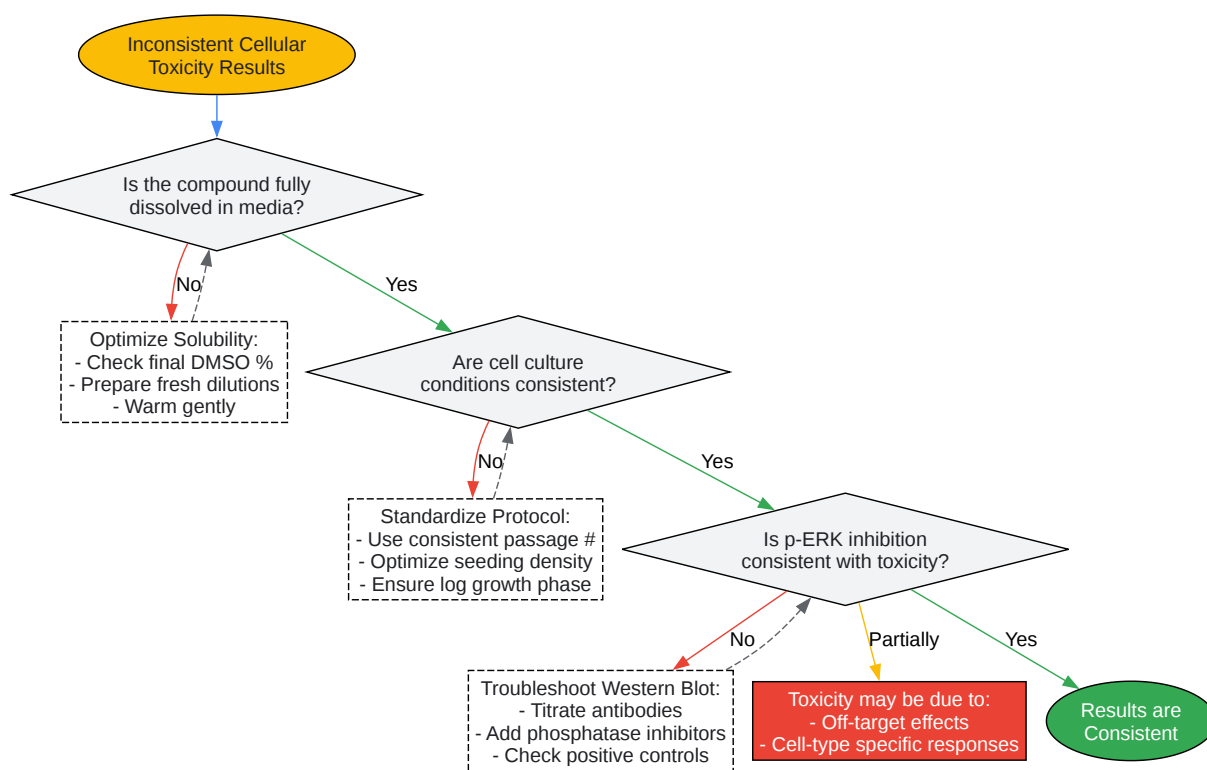 Inconsistent Cellular
Toxicity Results
Is the compound fully
dissolved in media?
No
Yes
Optimize Solubility:
- Check final DMSO %
- Prepare fresh dilutions
- Warm gently
Are cell culture
conditions consistent?
No
Yes
Standardize Protocol:
- Use consistent passage #
- Optimize seeding density
- Ensure log growth phase
Is p-ERK inhibition
consistent with toxicity?
No
Partially
Yes
Troubleshoot Western Blot:
- Titrate antibodies
- Add phosphatase inhibitors
- Check positive controls
Toxicity may be due to:
- Off-target effects
- Cell-type specific responses
Results are
Consistent